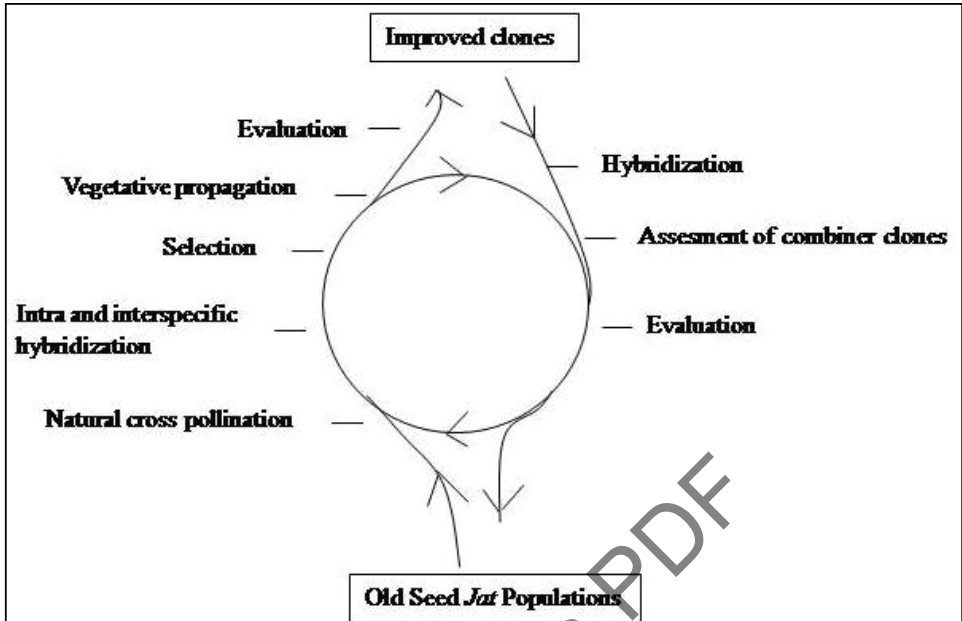 Improved clones
Evaluation
Hybridization
Vegetative propagation
Assesment of combiner clones
Selection
Intra and interspecific
hybridization
Evaluation
Natural cross pollination
PDF
Old Seed Jat Populations